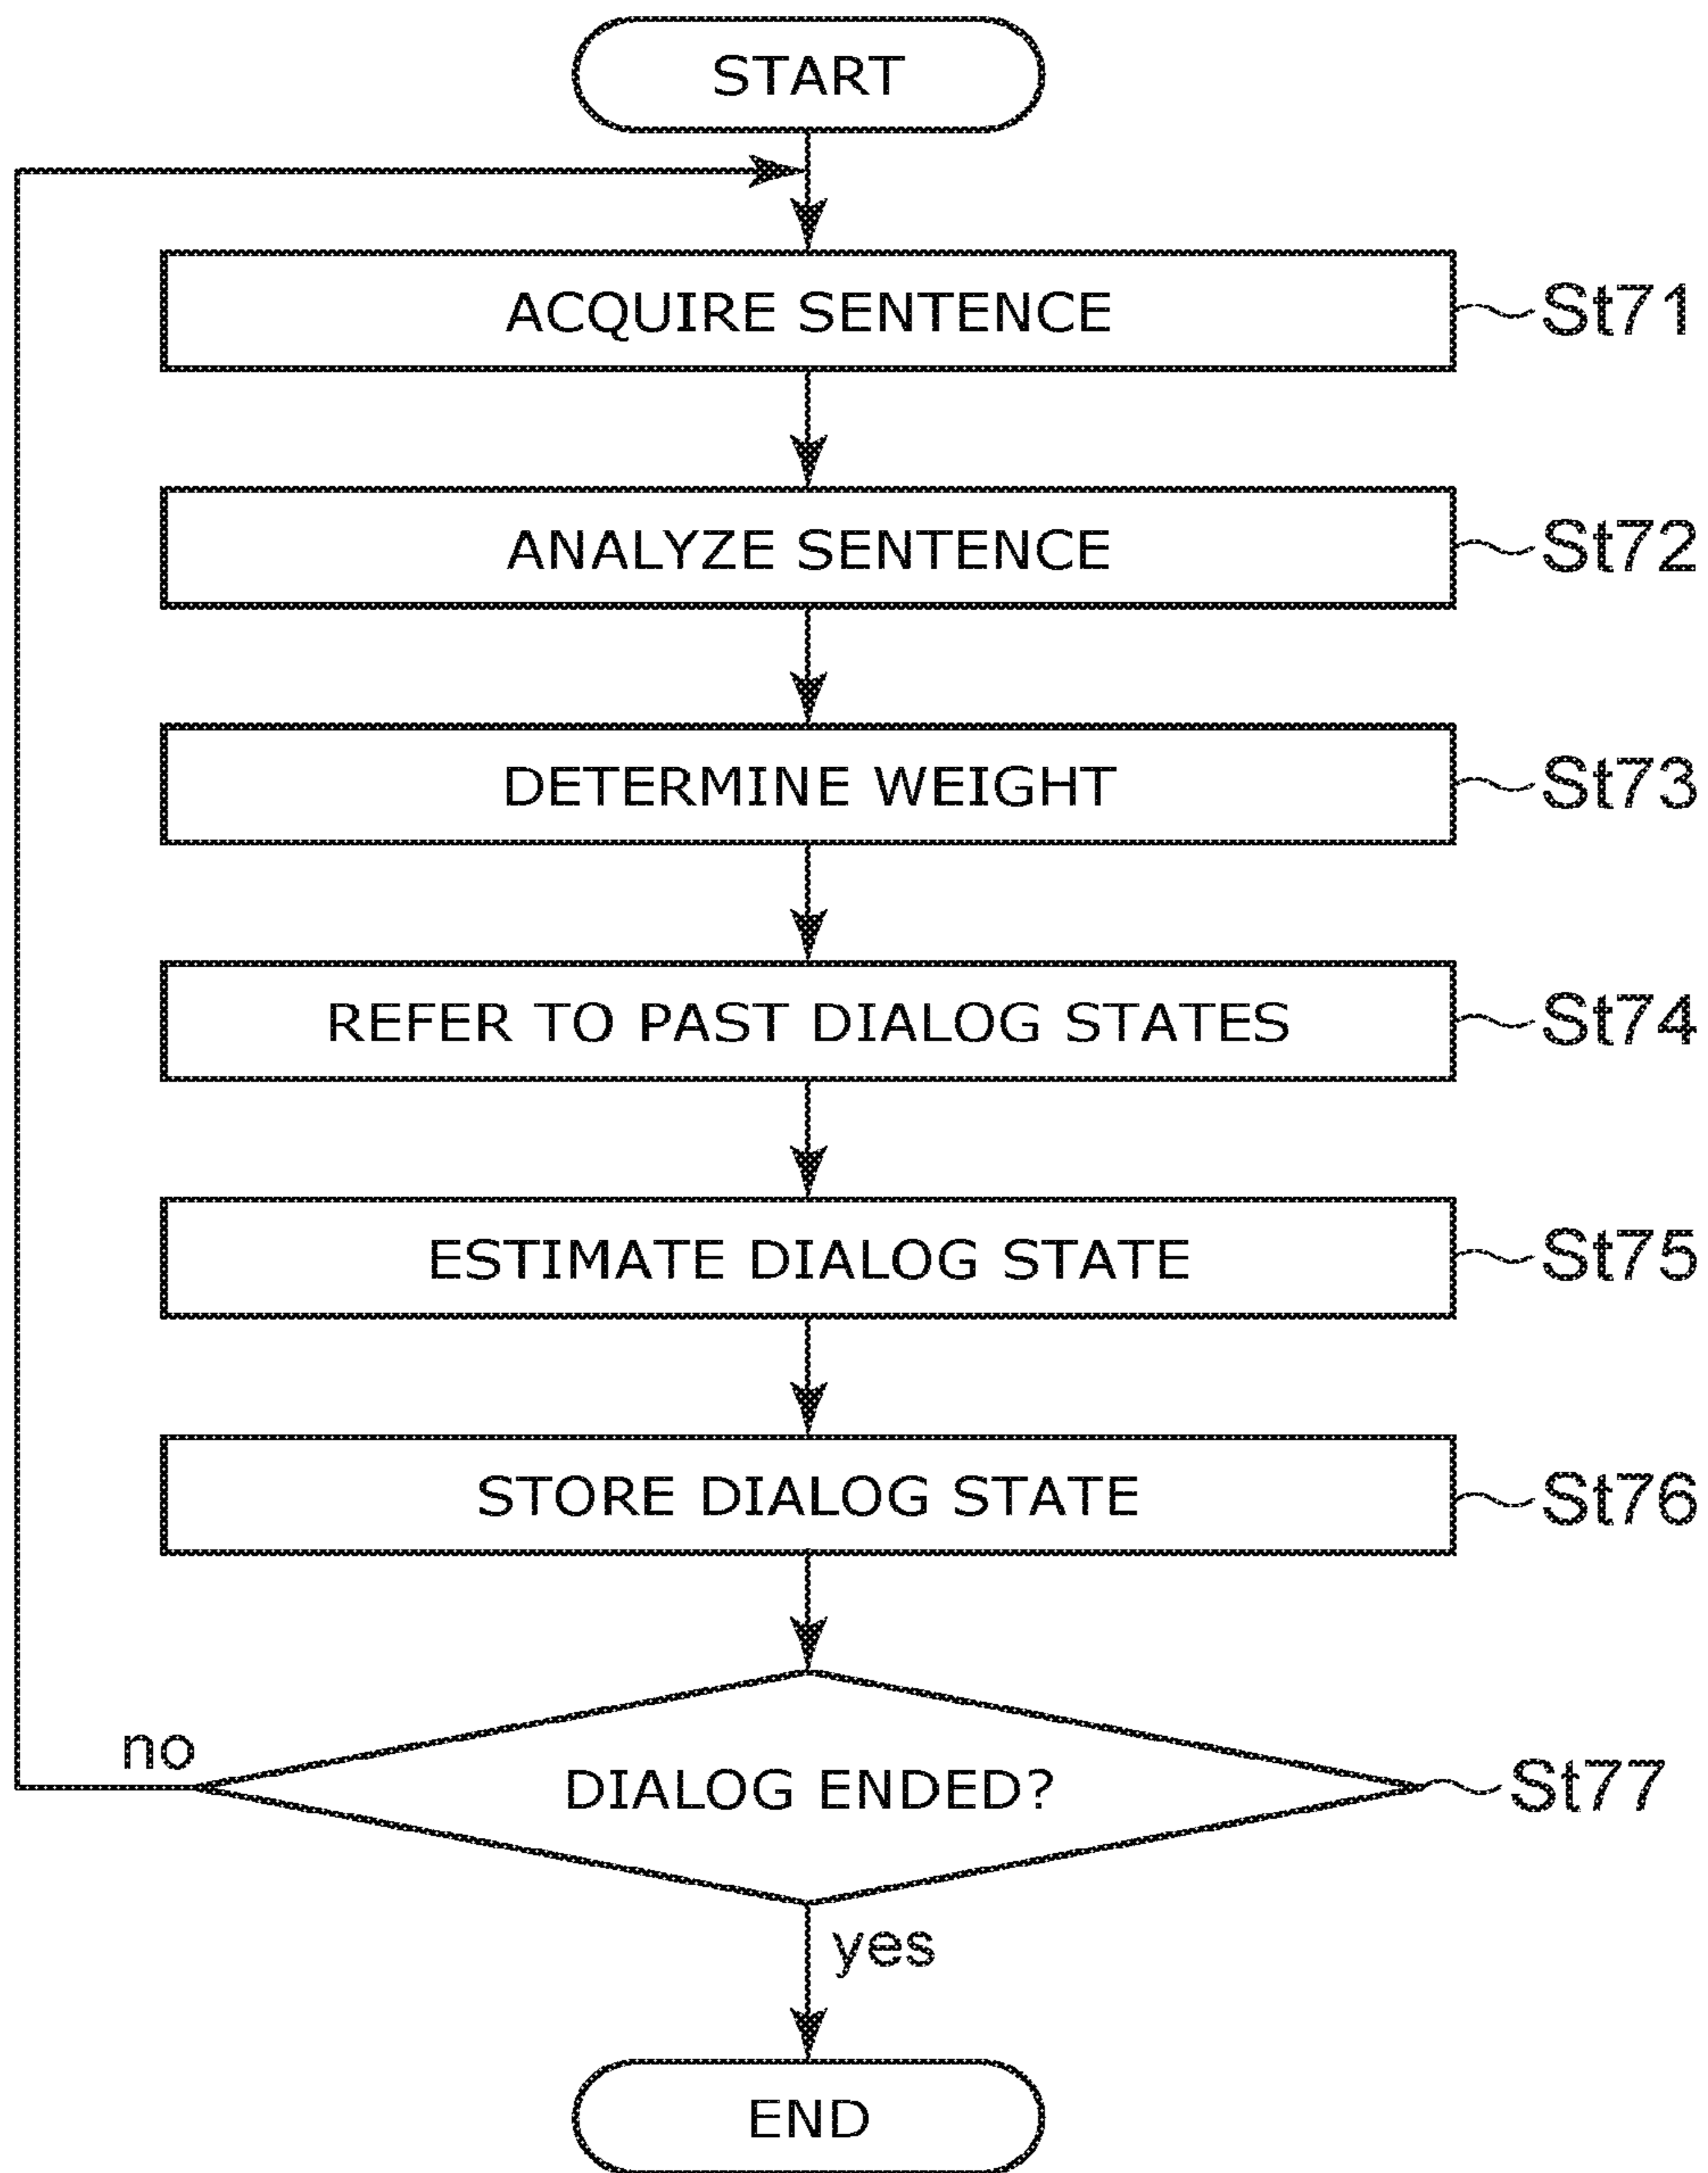 START
ACQUIRE SENTENCE
St71
ANALYZE SENTENCE
St72
DETERMINE WEIGHT
St73
REFER TO PAST DIALOG STATES
St74
ESTIMATE DIALOG STATE
St75
STORE DIALOG STATE
St76
no
DIALOG ENDED?
St77
yes
END